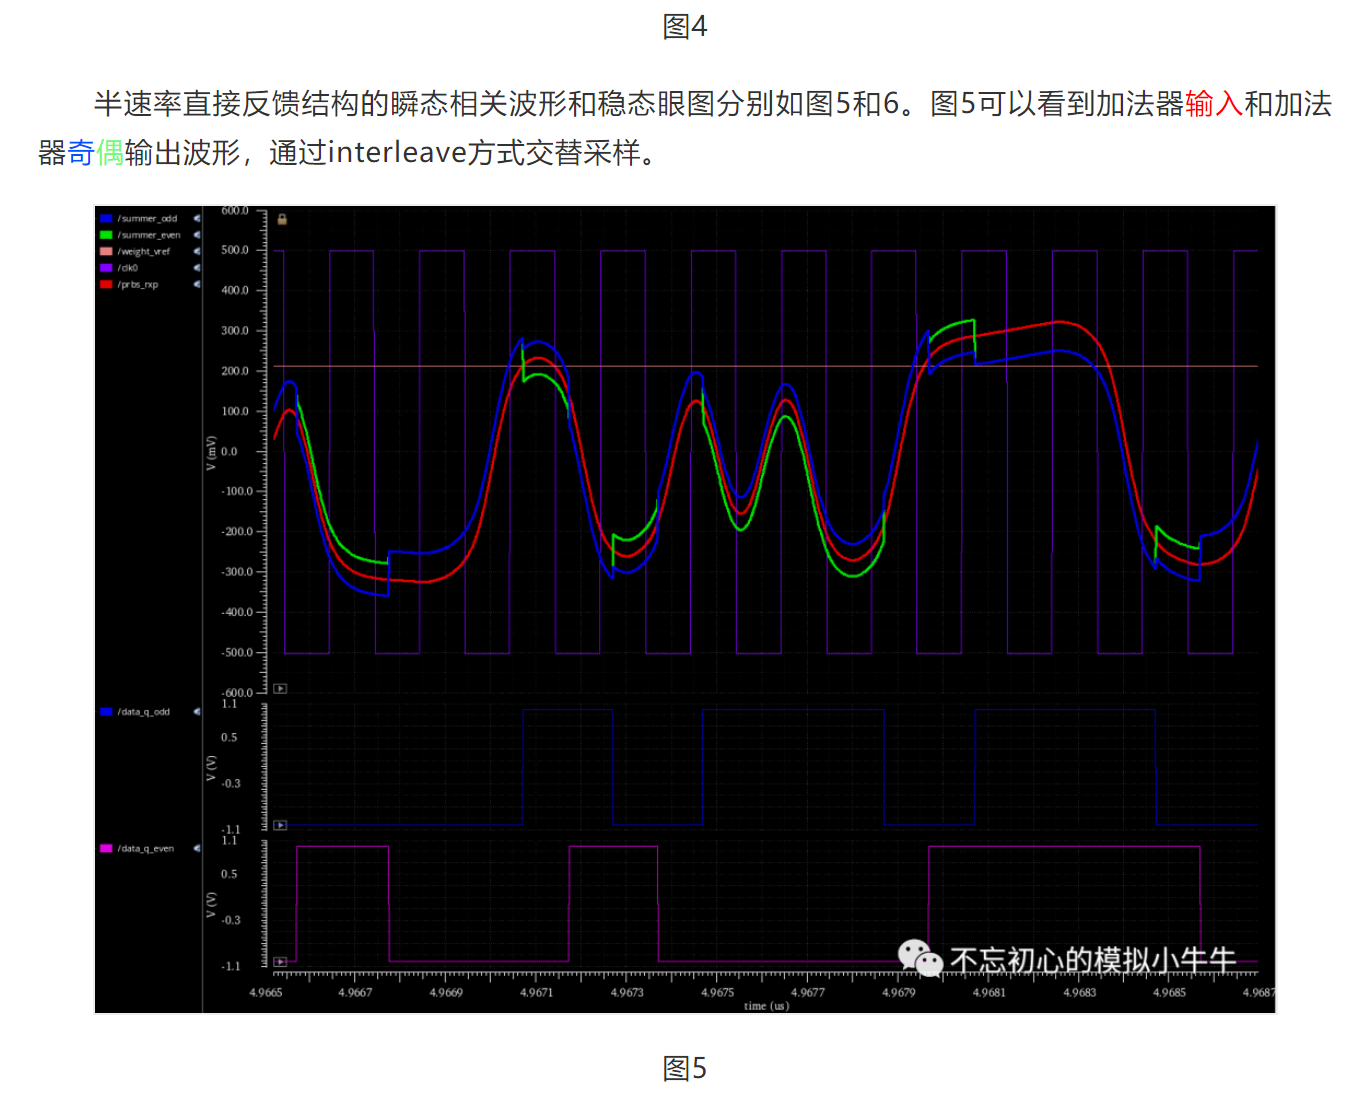 图4
半速率直接反馈结构的瞬态相关波形和稳态眼图分别如图5和6。图5可以看到加法器输入和加法
器奇偶输出波形，通过interleave方式交替采样。
/summer_odd
/summer_even
/weight_vref
/clk0
/prbs_rxp
600.0
500.0
400.0
300.0
200.0
100.0
0.0
-100.0
-200.0
-300.0
-400.0
-500.0
-600.0
V (mV)
/data_q_odd
1.1
0.5
-0.3
-1.1
V (V)
/data_q_even
1.1
0.5
-0.3
-1.1
V (V)
不忘初心的模拟小牛牛
4.9665 4.9667 4.9669 4.9671 4.9673 4.9675 4.9677 4.9679 4.9681 4.9683 4.9685 4.9687
time (us)
图5